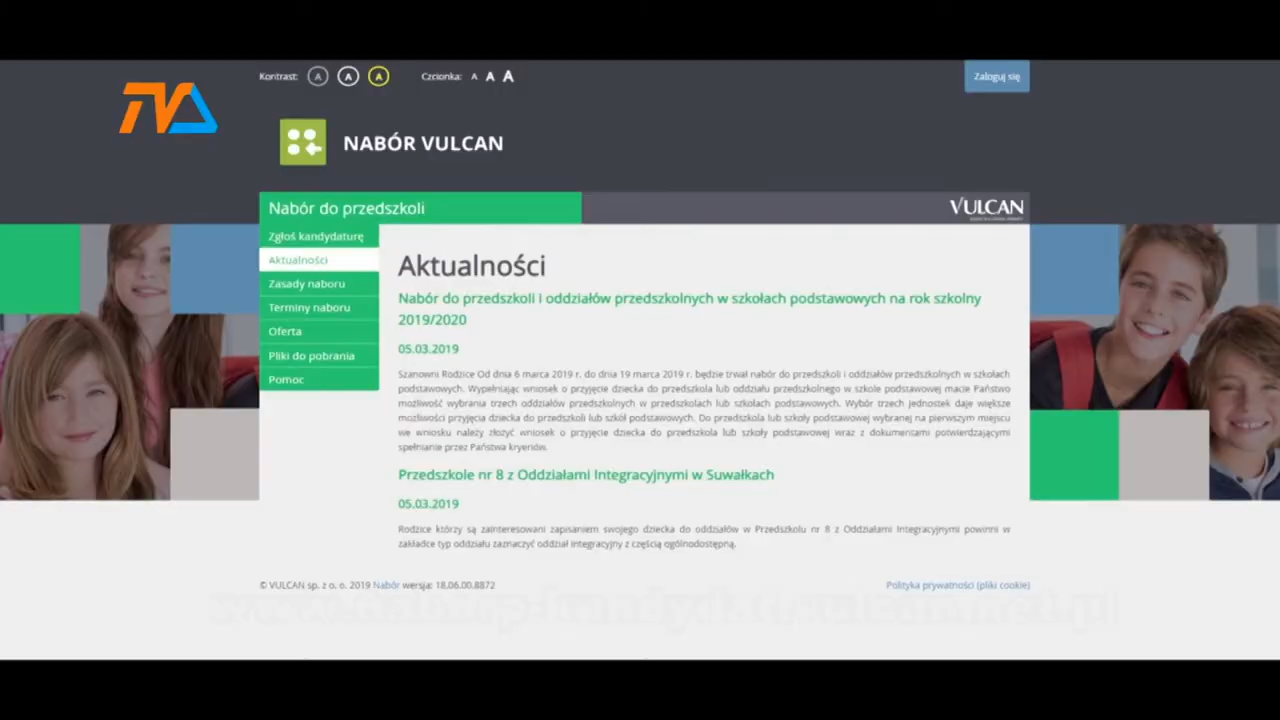 Kontrast: A A A Czcionka: A A A Zaloguj się
TVA
NABÓR VULCAN
Nabór do przedszkoli
VULCAN
Zgłoś kandydaturę
Aktualności
Zasady naboru
Terminy naboru
Oferta
Pliki do pobrania
Pomoc
Aktualności
Nabór do przedszkoli i oddziałów przedszkolnych w szkołach podstawowych na rok szkolny
2019/2020
05.03.2019
Szanowni Rodzice Od dnia 6 marca 2019 r. do dnia 19 marca 2019 r. będzie trwał nabór do przedszkoli i oddziałów przedszkolnych w szkołach
podstawowych. Wypełniając wniosek o przyjęcie dziecka do przedszkola lub oddziału przedszkolnego w szkole podstawowej macie Państwo
możliwość wybrania trzech oddziałów przedszkolnych w przedszkolach lub szkołach podstawowych. Wybór trzech jednostek daje większe
możliwości przyjęcia dziecka do przedszkoli lub szkół podstawowych. Do przedszkola lub szkoły podstawowej wybranej na pierwszym miejscu
we wniosku należy złożyć wniosek o przyjęcie dziecka do przedszkola lub szkoły podstawowej wraz z dokumentami potwierdzającymi
spełnianie przez Państwa kryeriów.
Przedszkole nr 8 z Oddziałami Integracyjnymi w Suwałkach
05.03.2019
Rodzice którzy są zainteresowani zapisaniem swojego dziecka do oddziałów w Przedszkolu nr 8 z Oddziałami Integracyjnymi powinni w
zakładce typ oddziału zaznaczyć oddział integracyjny z częścią ogólnodostępną.
© VULCAN sp. z o. o. 2019 Nabór wersja: 18.06.00.8872
Polityka prywatności (pliki cookie)